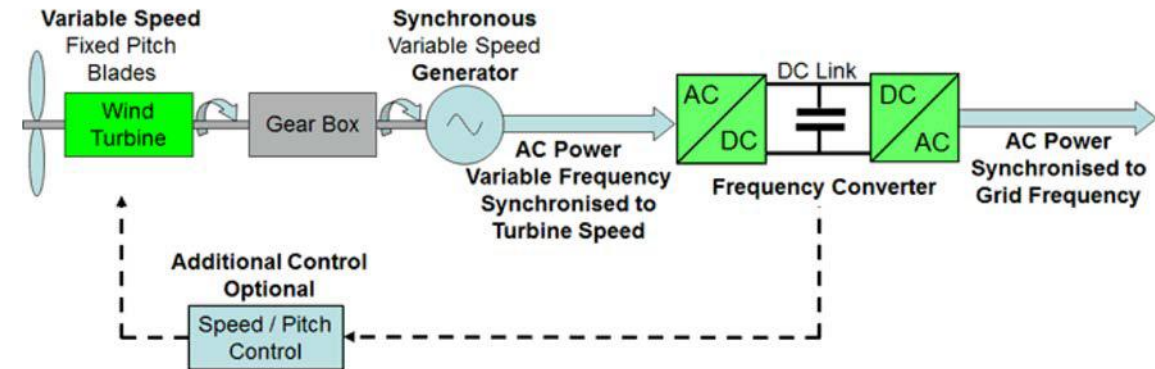 Variable Speed
Fixed Pitch
Blades
Wind
Turbine
Gear Box
Synchronous
Variable Speed
Generator
AC Power
Variable Frequency
Synchronised to
Turbine Speed
AC
DC
DC Link
DC
AC
Frequency Converter
AC Power
Synchronised to
Grid Frequency
Additional Control
Optional
Speed / Pitch
Control